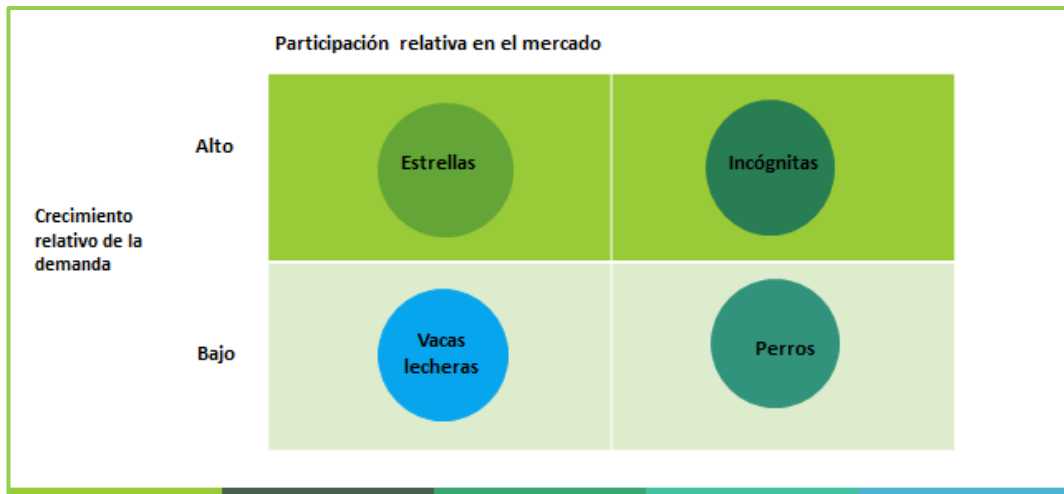 Participación relativa en el mercado
Alto
Estrellas
Incógnitas
Crecimiento
relativo de la
demanda
Bajo
Vacas
lecheras
Perros